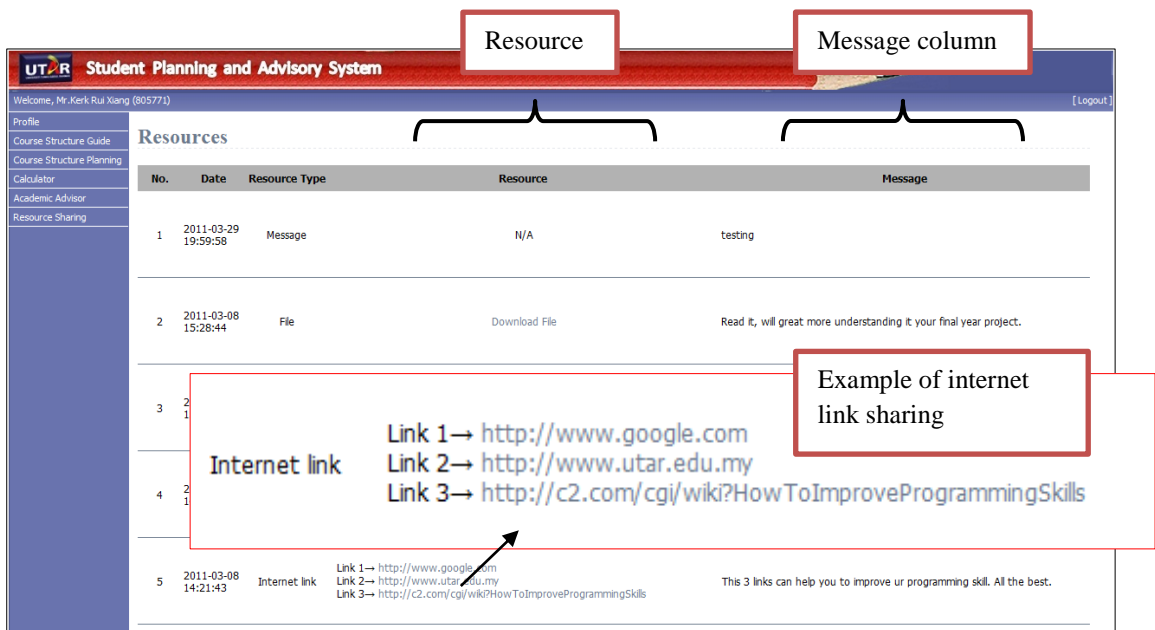 Resource
Message column
UTAR Student Planning and Advisory System
Welcome, Mr.Kerk Rui Xiang (805771)
[ Logout ]
Profile
Course Structure Guide
Course Structure Planning
Calculator
Academic Advisor
Resource Sharing
Resources
No. Date Resource Type Resource Message
1 2011-03-29 Message N/A testing
19:59:58
2 2011-03-08 File Download File Read it, will great more understanding it your final year project.
15:28:44
Example of internet
link sharing
3 2
1
Internet link
Link 1→ http://www.google.com
Link 2→ http://www.utar.edu.my
Link 3→ http://c2.com/cgi/wiki?HowToImproveProgrammingSkills
4 2
1
5 2011-03-08 Internet link
14:21:43
Link 1→ http://www.google.com
Link 2→ http://www.utar.edu.my
Link 3→ http://c2.com/cgi/wiki?HowToImproveProgrammingSkills
This 3 links can help you to improve ur programming skill. All the best.